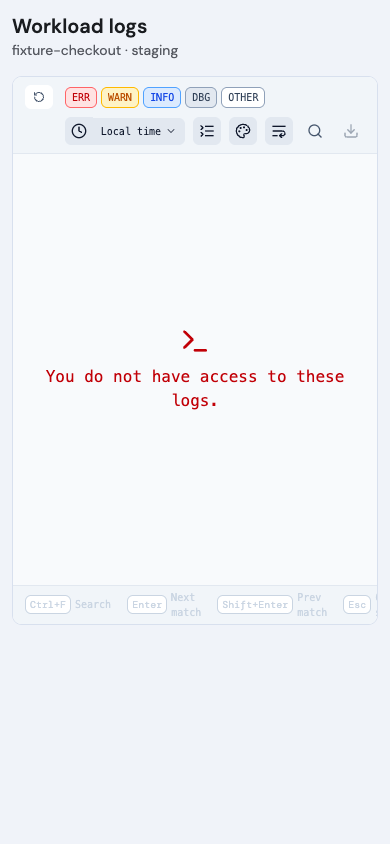 Workload logs
fixture-checkout · staging
ERR WARN INFO DBG OTHER
Local time
You do not have access to these
logs.
Ctrl+F Search Enter Next match Shift+Enter Prev match Esc